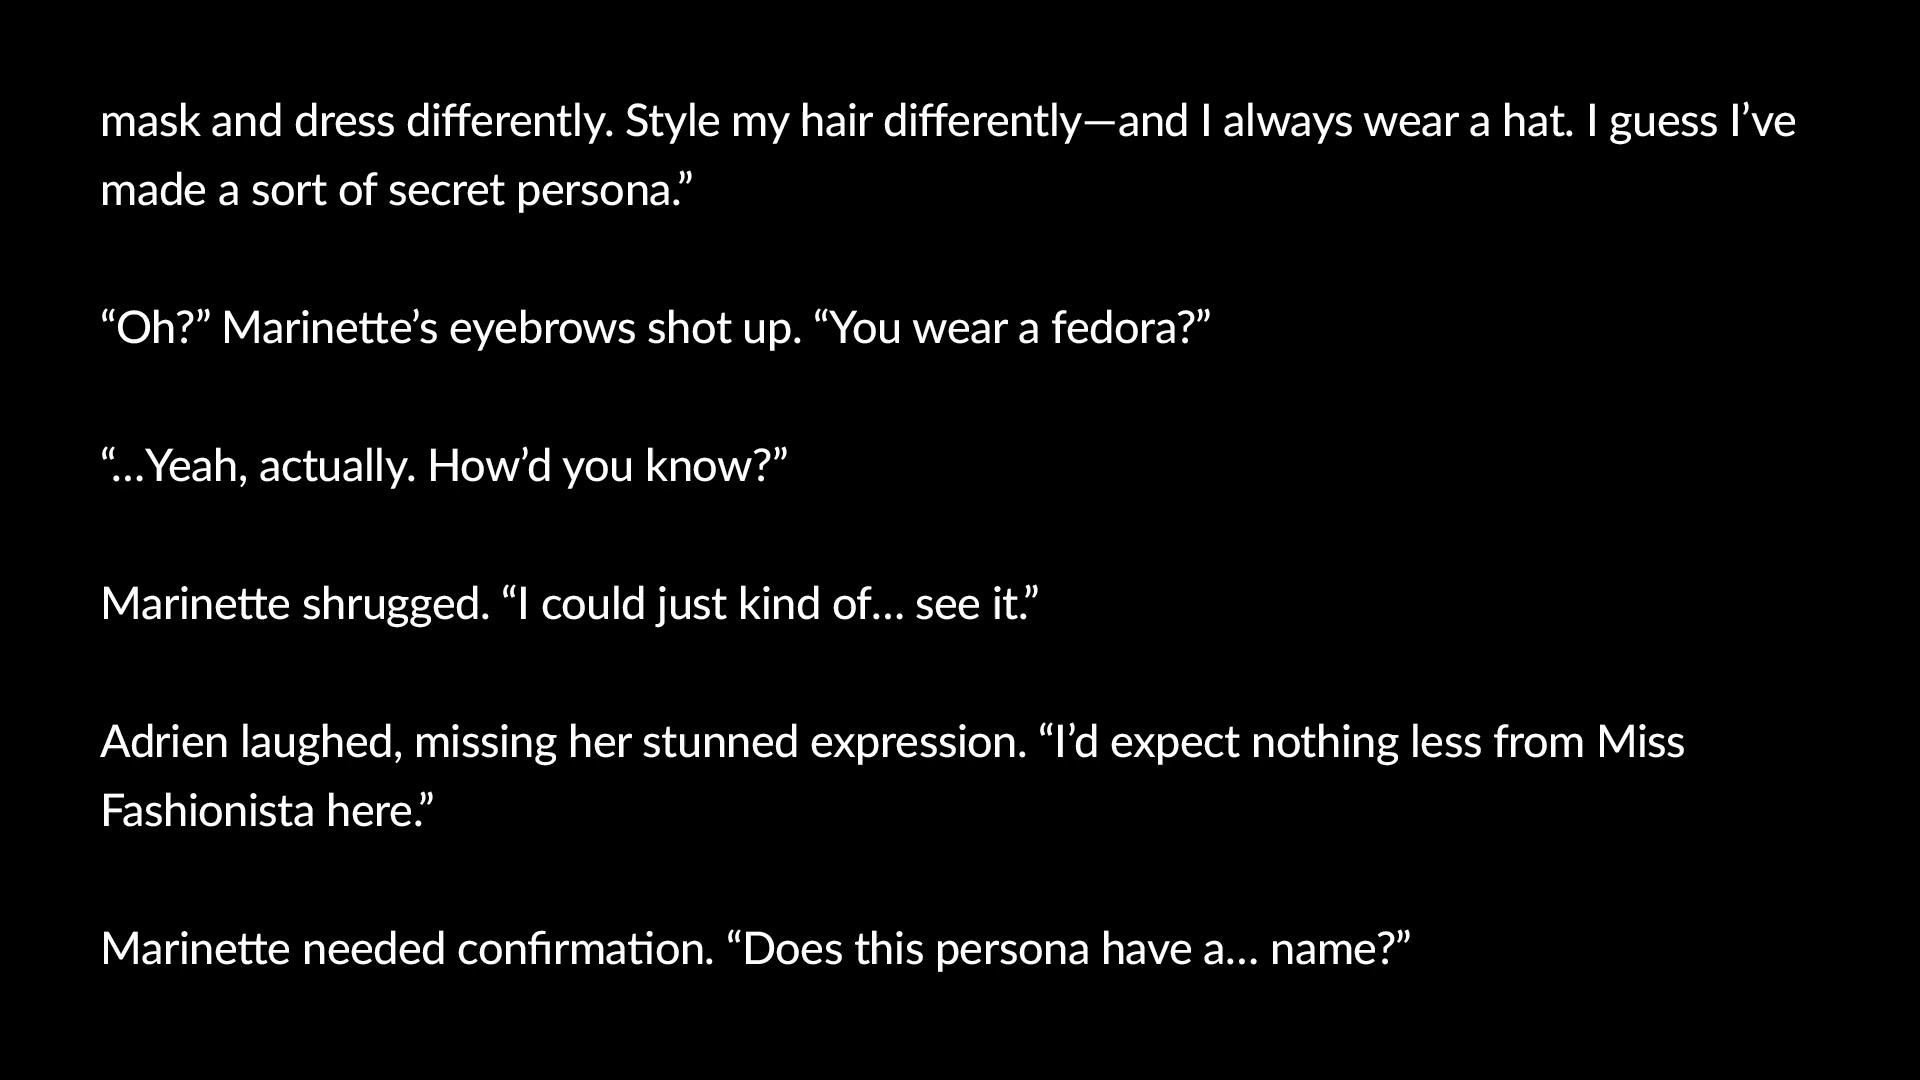 mask and dress differently. Style my hair differently—and I always wear a hat. I guess I’ve
made a sort of secret persona.”
“Oh?” Marinette’s eyebrows shot up. “You wear a fedora?”
“…Yeah, actually. How’d you know?”
Marinette shrugged. “I could just kind of… see it.”
Adrien laughed, missing her stunned expression. “I’d expect nothing less from Miss
Fashionista here.”
Marinette needed confirmation. “Does this persona have a… name?”